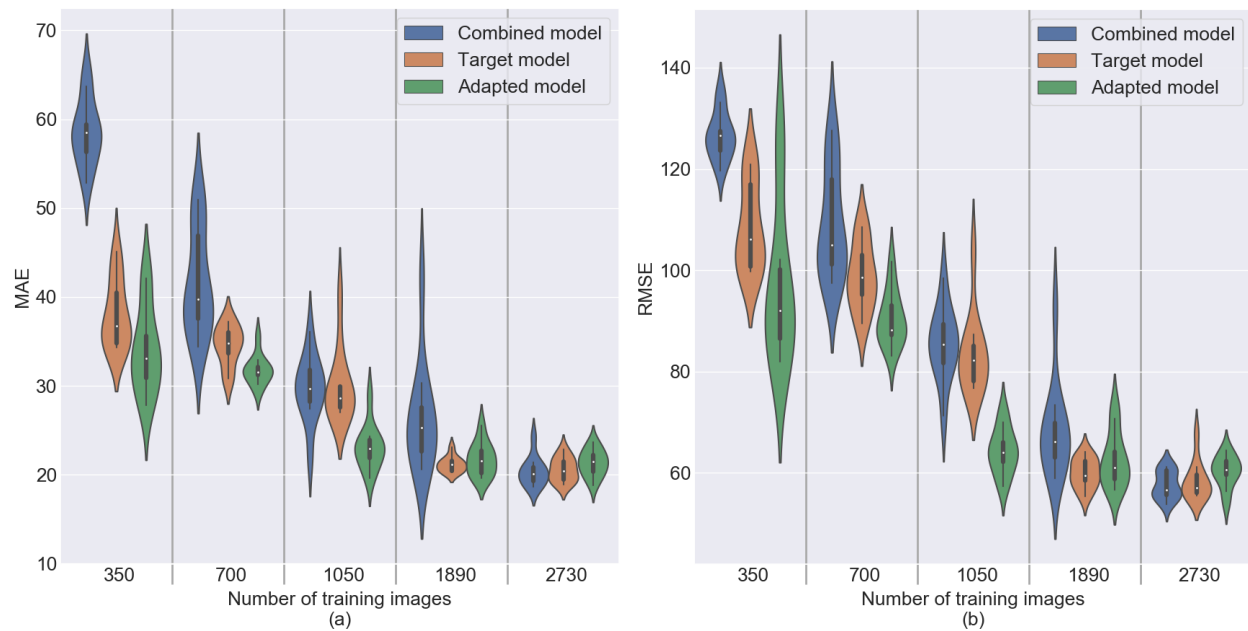 70
60
50
40
30
20
10
MAE
Combined model
Target model
Adapted model
350 700 1050 1890 2730
Number of training images
(a)
140
120
100
80
60
RMSE
Combined model
Target model
Adapted model
350 700 1050 1890 2730
Number of training images
(b)